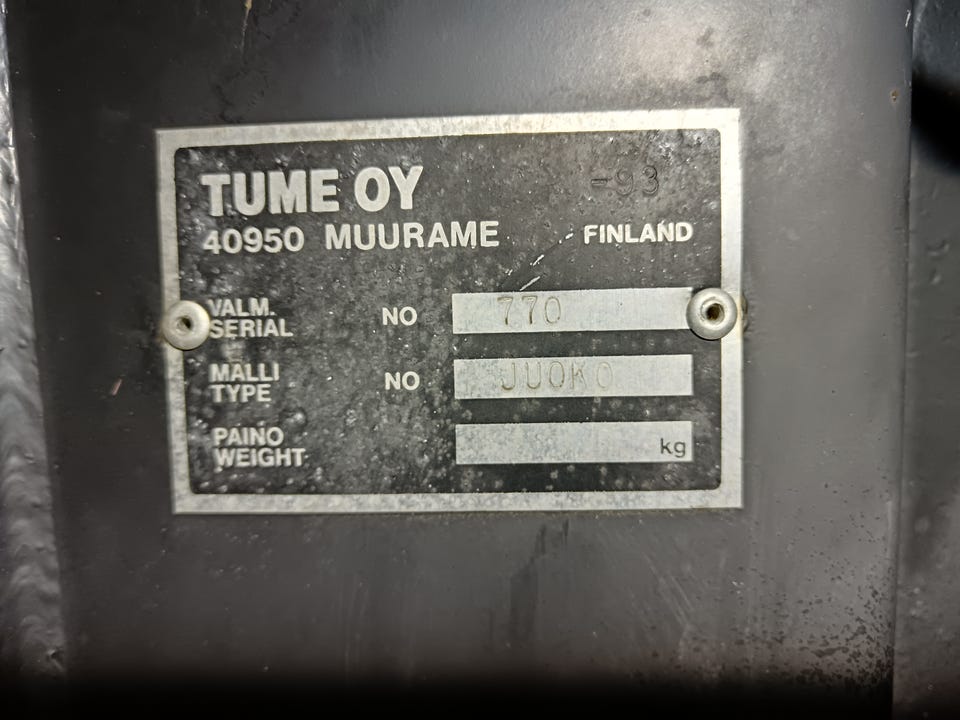 TUME OY -93
40950 MUURAME FINLAND
VALM.
SERIAL NO 770
MALLI
TYPE NO JUOKO
PAINO
WEIGHT kg